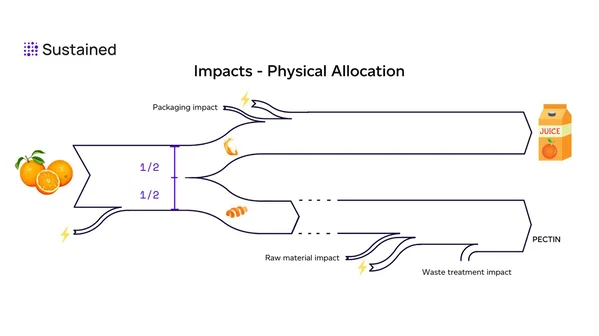 Sustained
Impacts - Physical Allocation
Packaging impact
JUICE
1/2
1/2
PECTIN
Raw material impact
Waste treatment impact